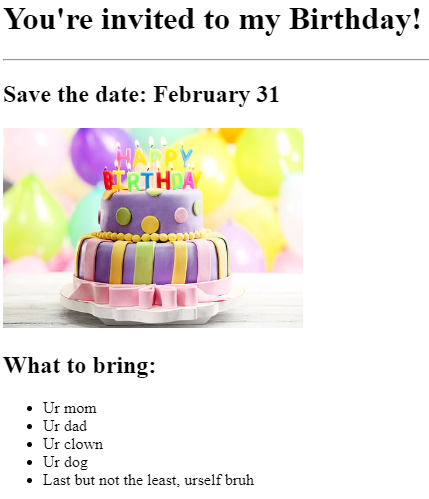 You're invited to my Birthday!
Save the date: February 31
HAPPY
BIRTHDAY
What to bring:
Ur mom
Ur dad
Ur clown
Ur dog
Last but not the least, urself bruh